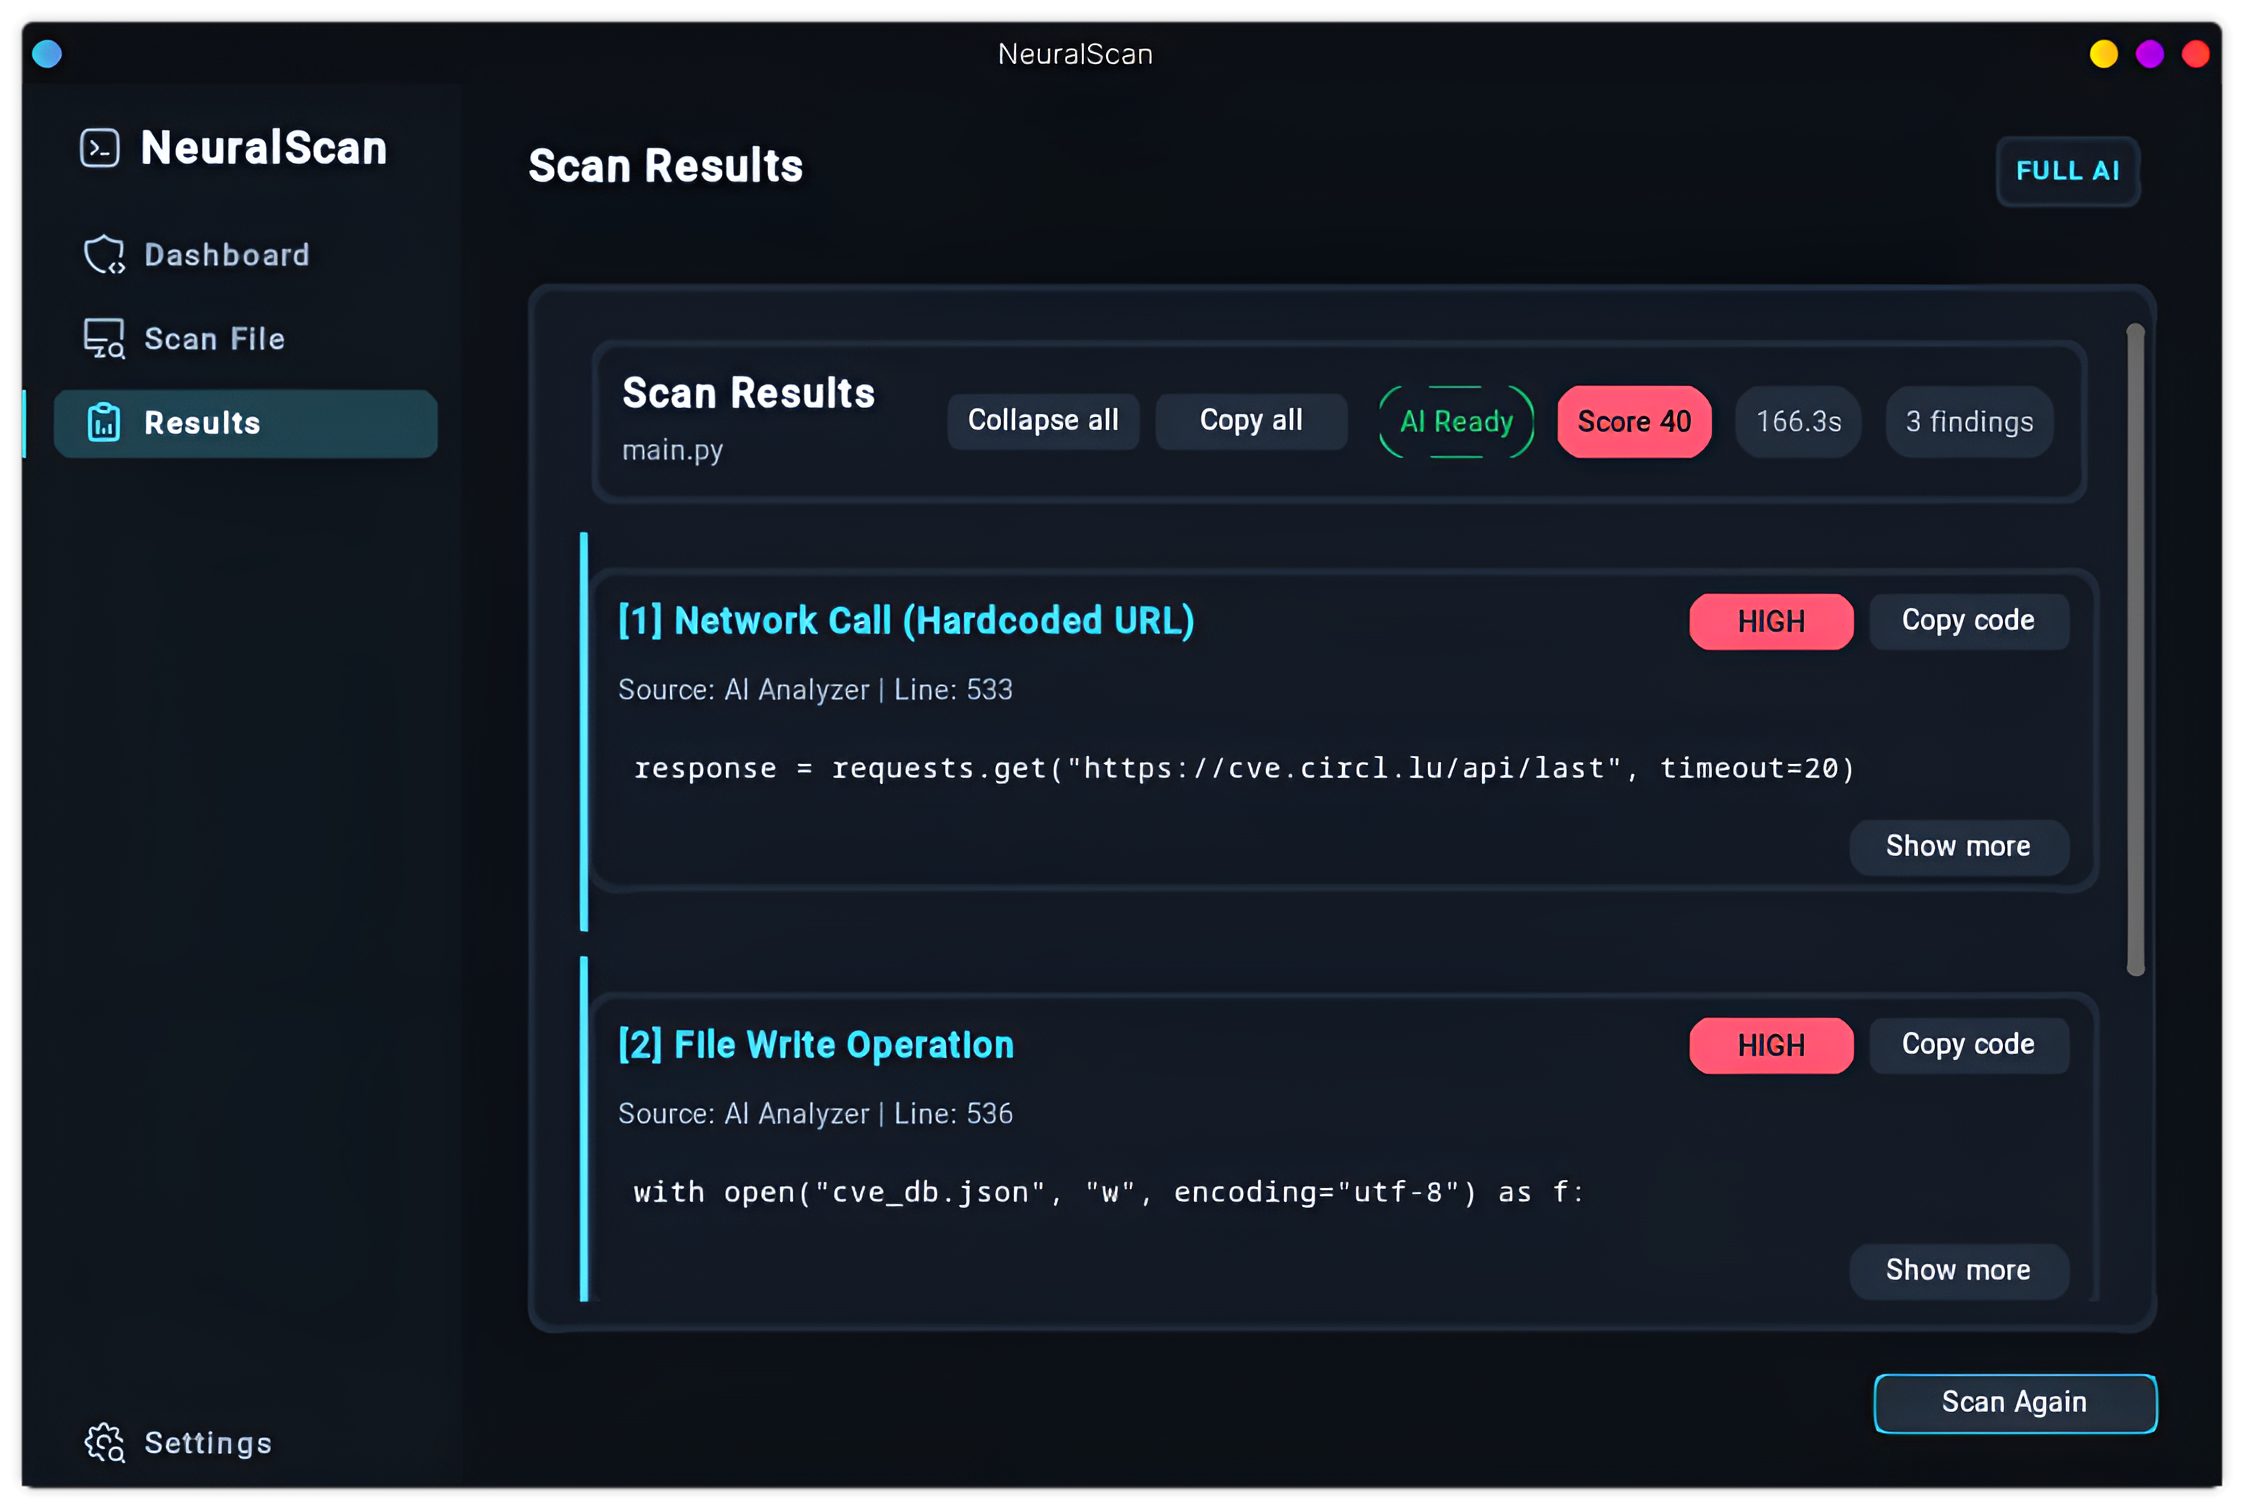 NeuralScan
NeuralScan
Dashboard
Scan File
Results
Settings
Scan Results
FULL AI
Scan Results
main.py
Collapse all
Copy all
AI Ready
Score 40
166.3s
3 findings
[1] Network Call (Hardcoded URL)
HIGH
Copy code
Source: AI Analyzer | Line: 533
response = requests.get("https://cve.circl.lu/api/last", timeout=20)
Show more
[2] File Write Operation
HIGH
Copy code
Source: AI Analyzer | Line: 536
with open("cve_db.json", "w", encoding="utf-8") as f:
Show more
Scan Again